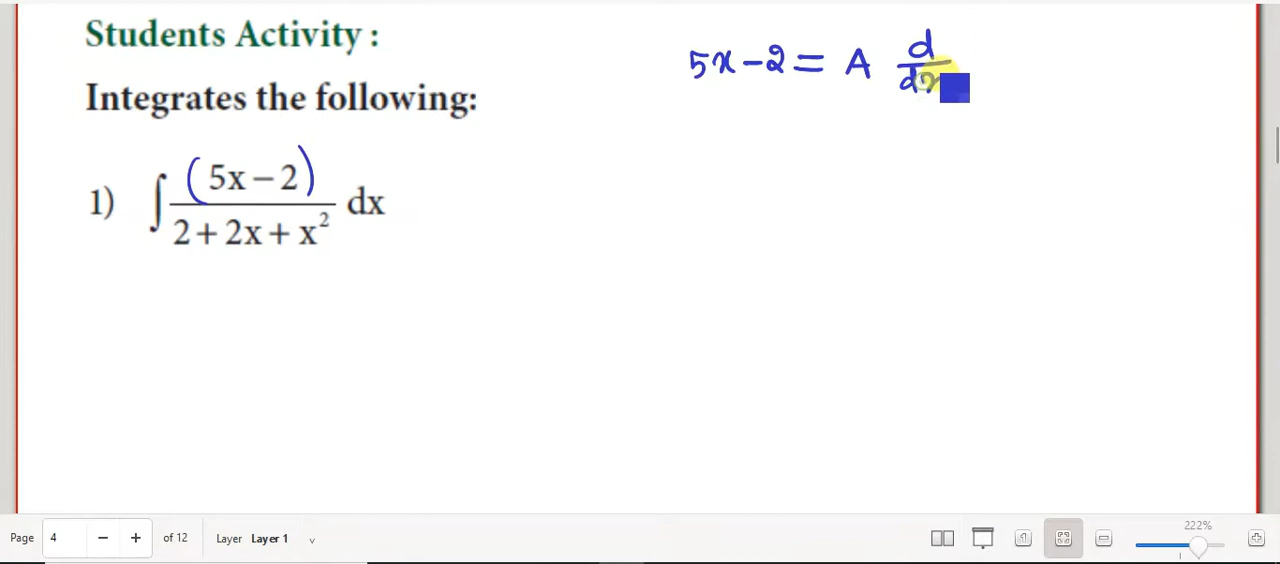 Students Activity :
5x-2 = A d/dx
Integrates the following:
1) ∫ (5x − 2) / 2 + 2x + x² dx
Page 4 − + of 12 Layer Layer 1 222%